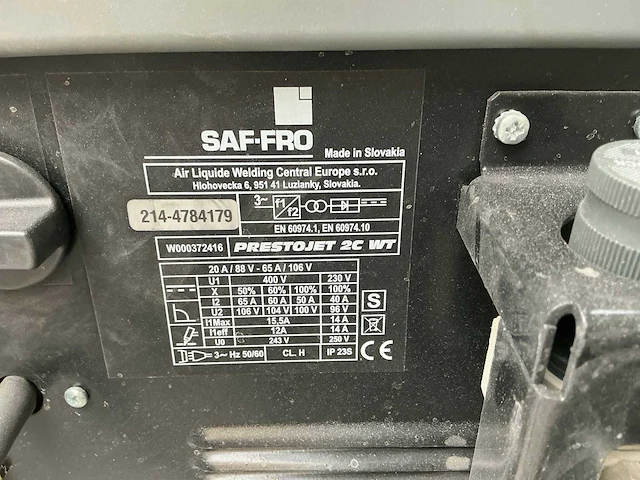 SAF-FRO
Made in Slovakia
Air Liquide Welding Central Europe s.r.o.
Hlohovecka 6, 951 41 Luzianky, Slovakia.
214-4784179
3~ f1 f2
EN 60974.1, EN 60974.10
W000372416 PRESTOJET 2C WT
20 A / 88 V - 65 A / 106 V
U1 400 V 230 V
X 50% 60% 100% 100%
I2 65 A 60 A 50 A 40 A
U2 106 V 104 V 100 V 96 V
I1Max 15,5A 14 A
I1eff 12A 14 A
U0 243 V 250 V
3~ Hz 50/60 CL. H IP 23S
S
CE